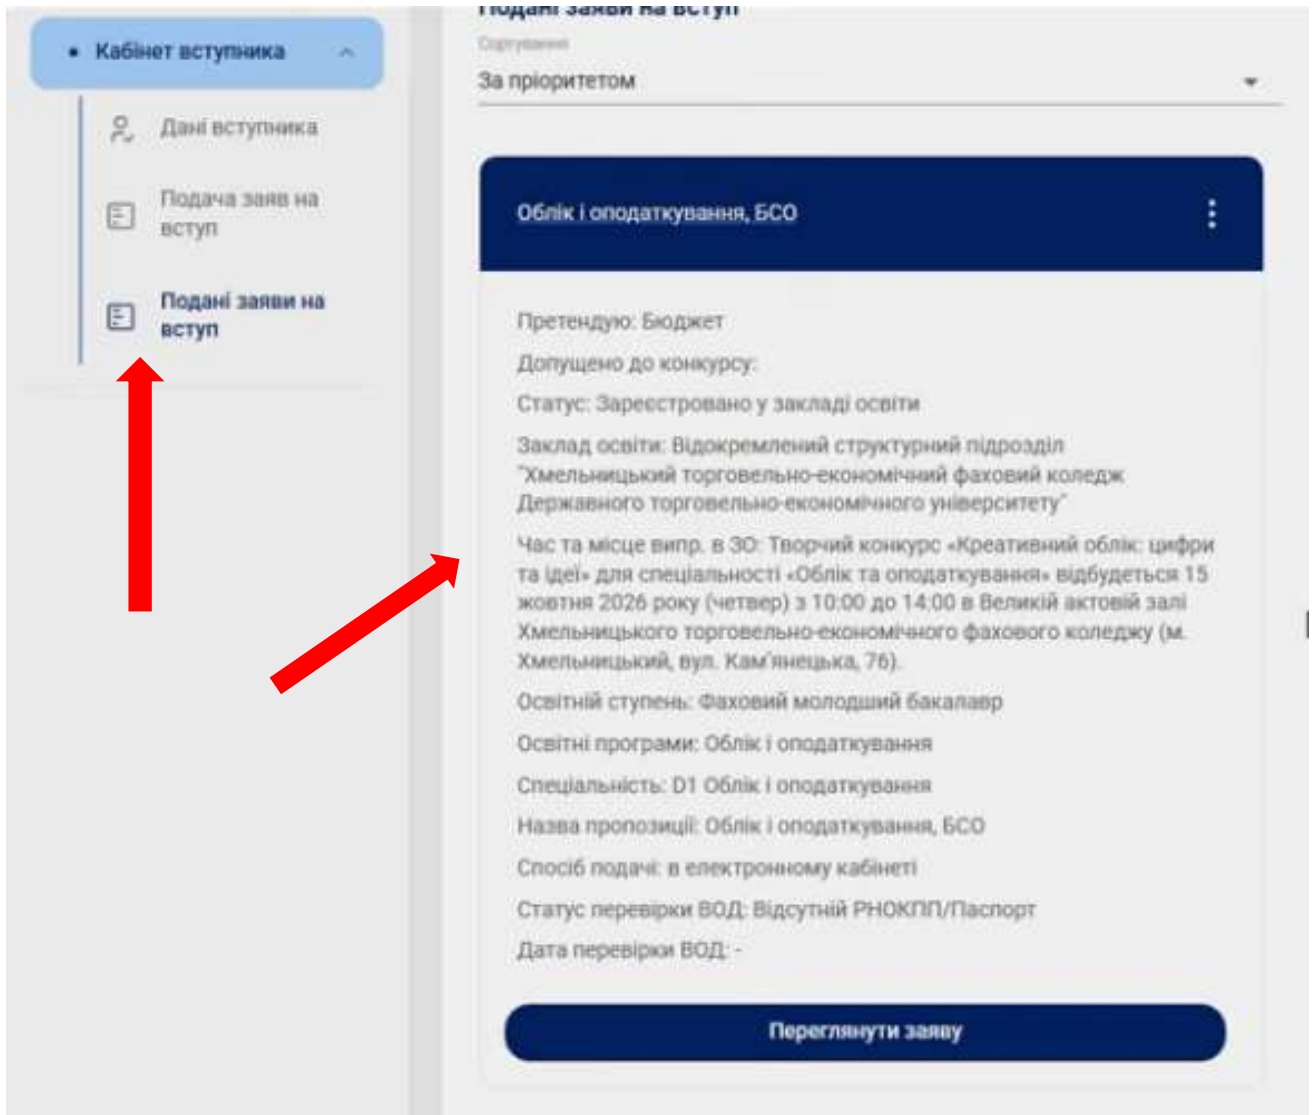 Кабінет вступника
Дані вступника
Подача заяв на
вступ
Подані заяви на
вступ
Подані заяви на вступ
Сортування
За пріоритетом
Облік і оподаткування, БСО
Претендую: Бюджет
Допущено до конкурсу:
Статус: Зареєстровано у закладі освіти
Заклад освіти: Відокремлений структурний підрозділ
"Хмельницький торговельно-економічний фаховий коледж
Державного торговельно-економічного університету"
Час та місце випр. в ЗО: Творчий конкурс «Креативний облік: цифри
та ідеї» для спеціальності «Облік та оподаткування» відбудеться 15
жовтня 2026 року (четвер) з 10:00 до 14:00 в Великій актовій залі
Хмельницького торговельно-економічного фахового коледжу (м.
Хмельницький, вул. Кам'янецька, 76).
Освітній ступень: Фаховий молодший бакалавр
Освітні програми: Облік і оподаткування
Спеціальність: D1 Облік і оподаткування
Назва пропозиції: Облік і оподаткування, БСО
Спосіб подачі: в електронному кабінеті
Статус перевірки ВОД: Відсутній РНОКПП/Паспорт
Дата перевірки ВОД: -
Переглянути заяву